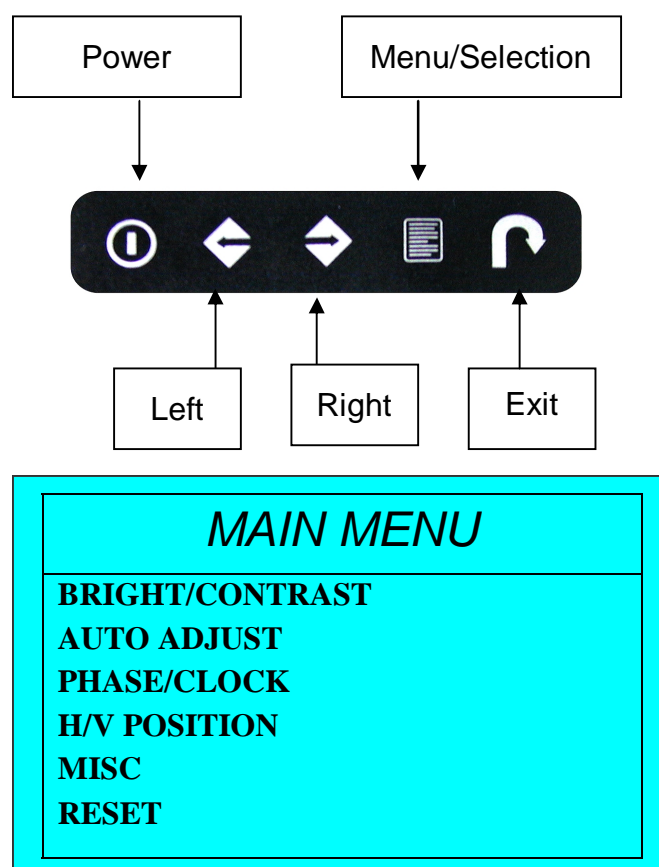 Power
Menu/Selection
Left
Right
Exit
MAIN MENU
BRIGHT/CONTRAST
AUTO ADJUST
PHASE/CLOCK
H/V POSITION
MISC
RESET